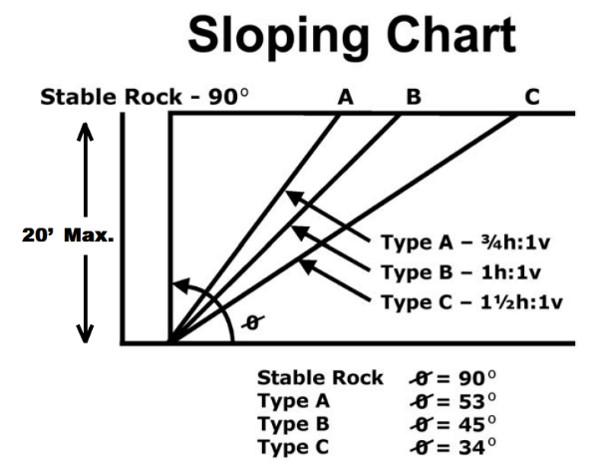 Sloping Chart
Stable Rock - 90°
A
B
C
20' Max.
Type A – ¾h:1v
Type B – 1h:1v
Type C – 1½h:1v
θ
Stable Rock θ = 90°
Type A θ = 53°
Type B θ = 45°
Type C θ = 34°